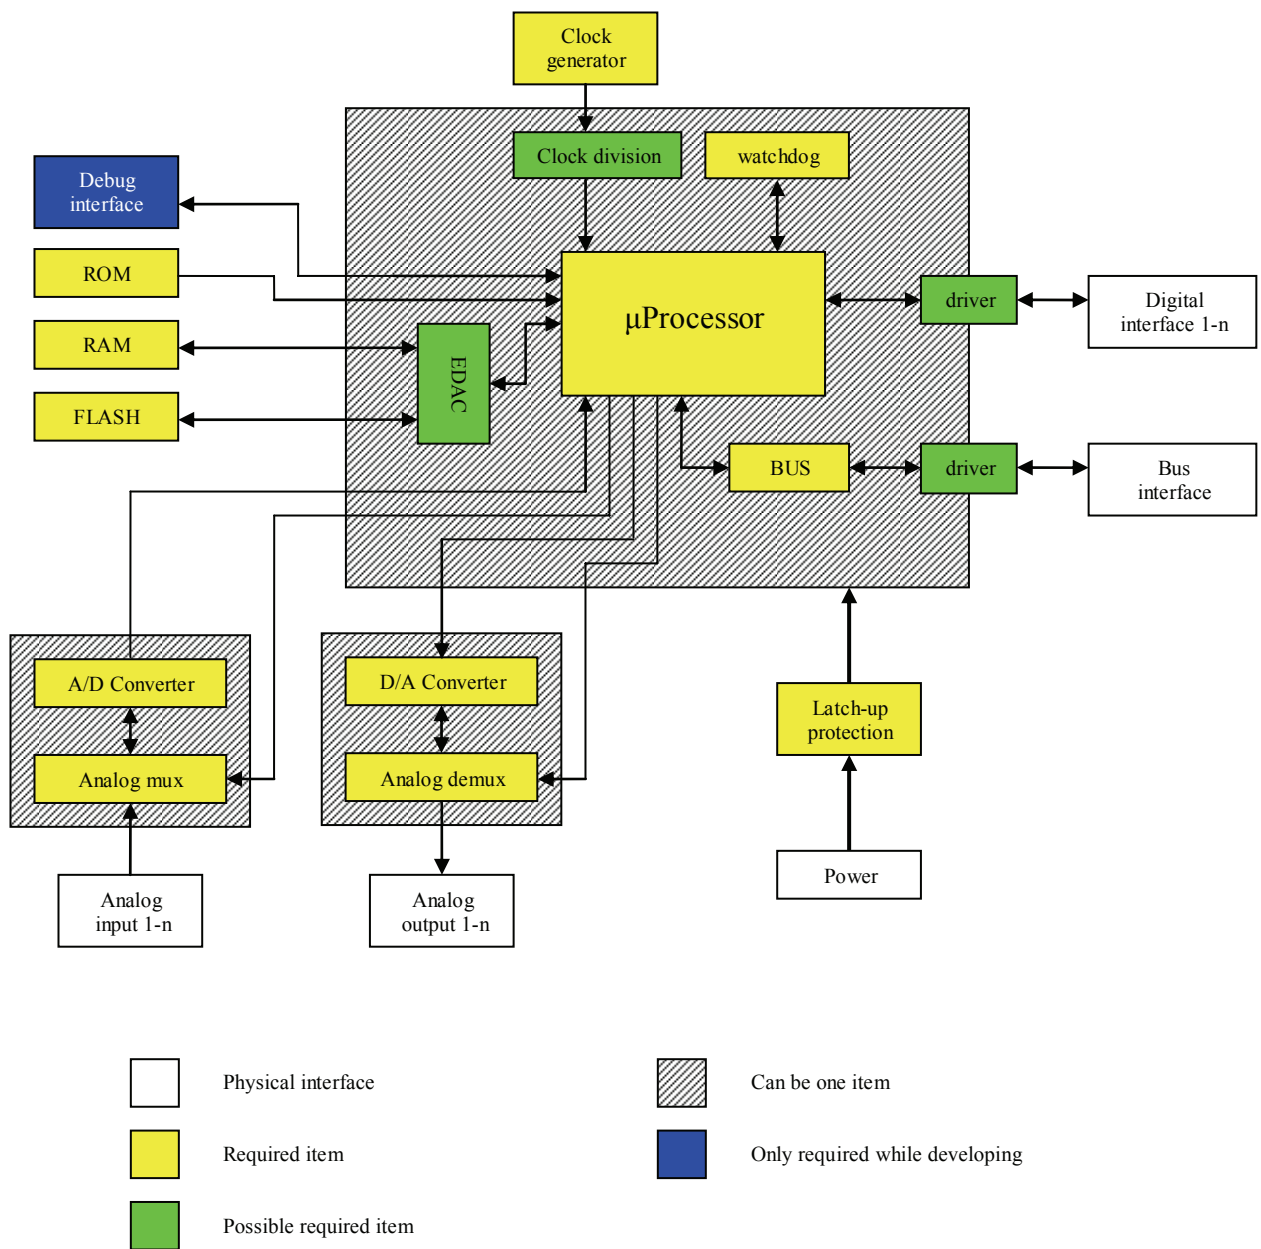 Clock
generator
Clock division
watchdog
Debug
interface
ROM
RAM
FLASH
EDAC
μProcessor
driver
Digital
interface 1-n
BUS
driver
Bus
interface
A/D Converter
Analog mux
D/A Converter
Analog demux
Latch-up
protection
Analog
input 1-n
Analog
output 1-n
Power
Physical interface
Can be one item
Required item
Only required while developing
Possible required item